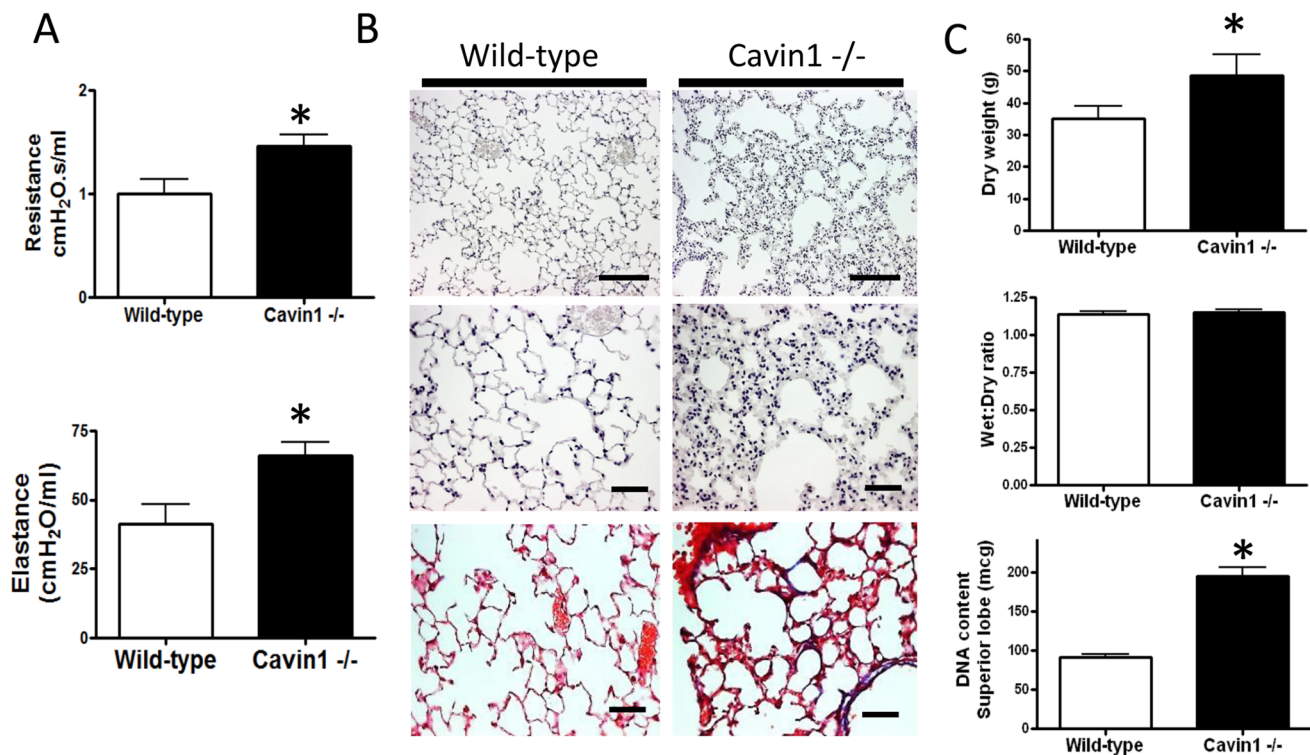 A
Resistance
cmH2O.s/ml
2
1
0
*
Wild-type
Cavin1 -/-
Elastance
(cmH2O/ml)
75
50
25
0
*
Wild-type
Cavin1 -/-
B
Wild-type
Cavin1 -/-
C
Dry weight (g)
60
50
40
30
20
10
0
*
Wild-type
Cavin1 -/-
Wet:Dry ratio
1.25
1.00
0.75
0.50
0.25
0.00
Wild-type
Cavin1 -/-
DNA content
Superior lobe (mcg)
200
150
100
50
0
*
Wild-type
Cavin1 -/-